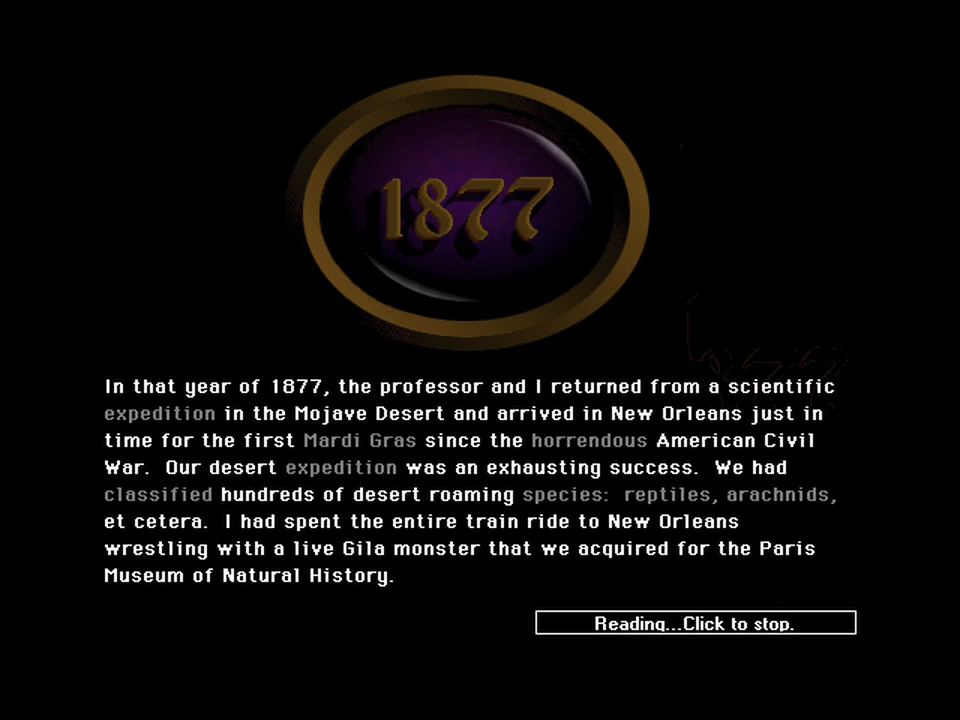 1877
In that year of 1877, the professor and I returned from a scientific
expedition in the Mojave Desert and arrived in New Orleans just in
time for the first Mardi Gras since the horrendous American Civil
War.  Our desert expedition was an exhausting success.  We had
classified hundreds of desert roaming species:  reptiles, arachnids,
et cetera.  I had spent the entire train ride to New Orleans
wrestling with a live Gila monster that we acquired for the Paris
Museum of Natural History.
Reading...Click to stop.